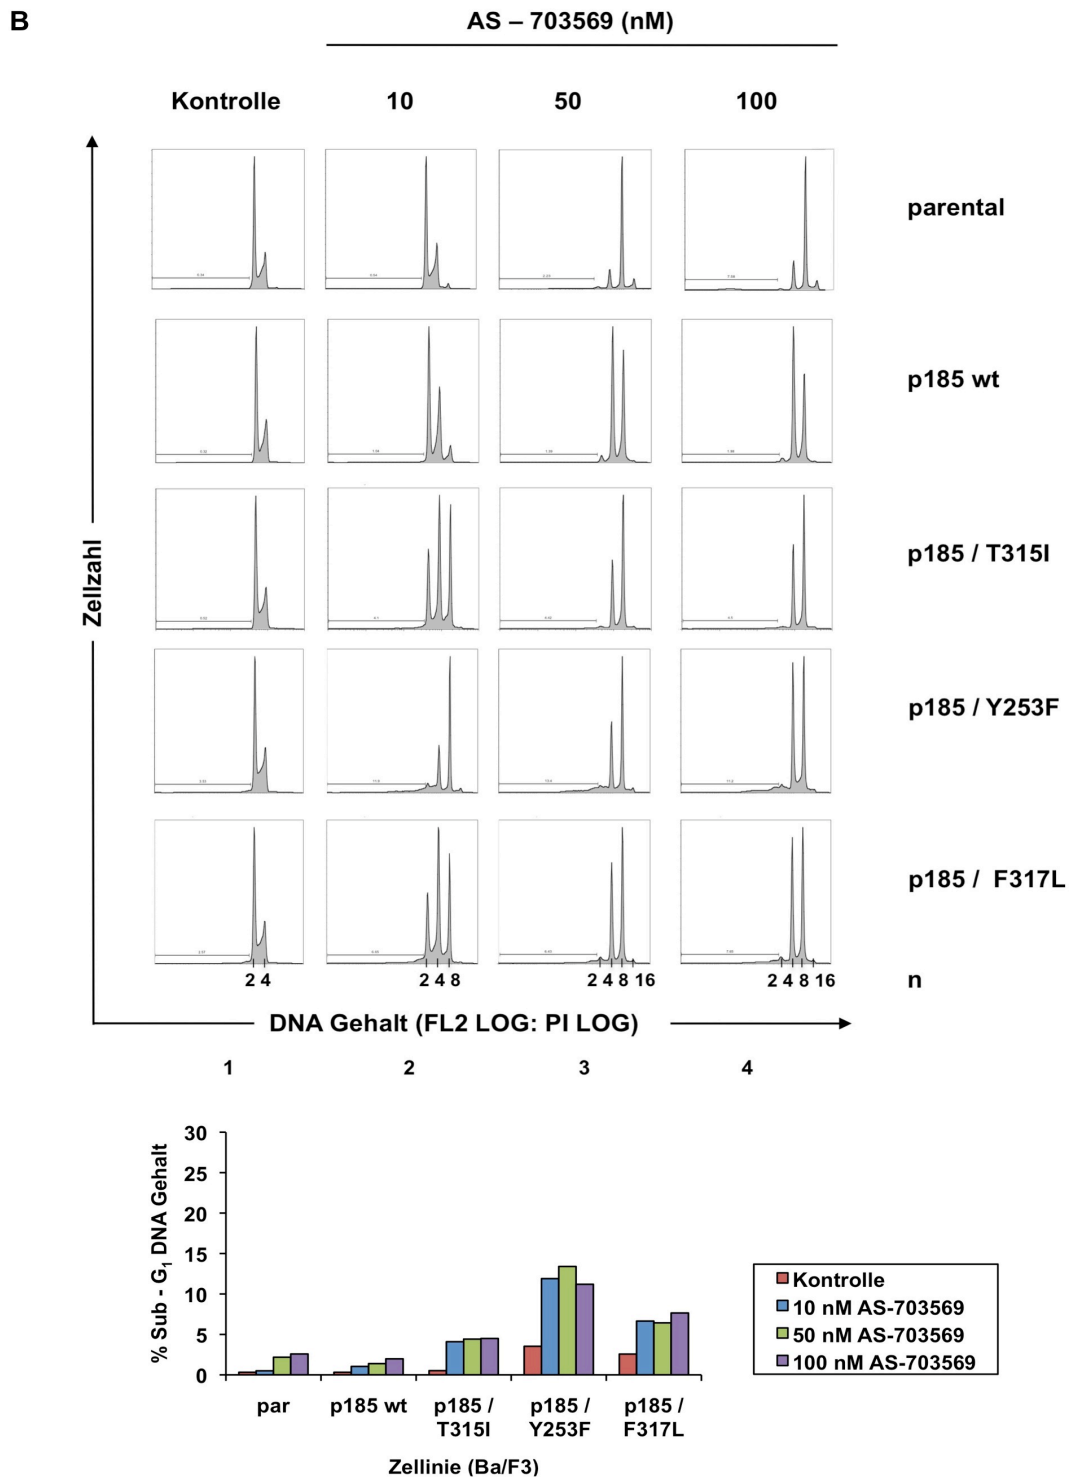 B
AS – 703569 (nM)
Kontrolle 10 50 100
parental
p185 wt
p185 / T315I
p185 / Y253F
p185 / F317L
Zellzahl
2 4 2 4 8 2 4 8 16 2 4 8 16 n
DNA Gehalt (FL2 LOG: PI LOG)
1 2 3 4
% Sub - G1 DNA Gehalt
30
25
20
15
10
5
0
par p185 wt p185 / p185 / p185 /
T315I Y253F F317L
Zellinie (Ba/F3)
Kontrolle
10 nM AS-703569
50 nM AS-703569
100 nM AS-703569